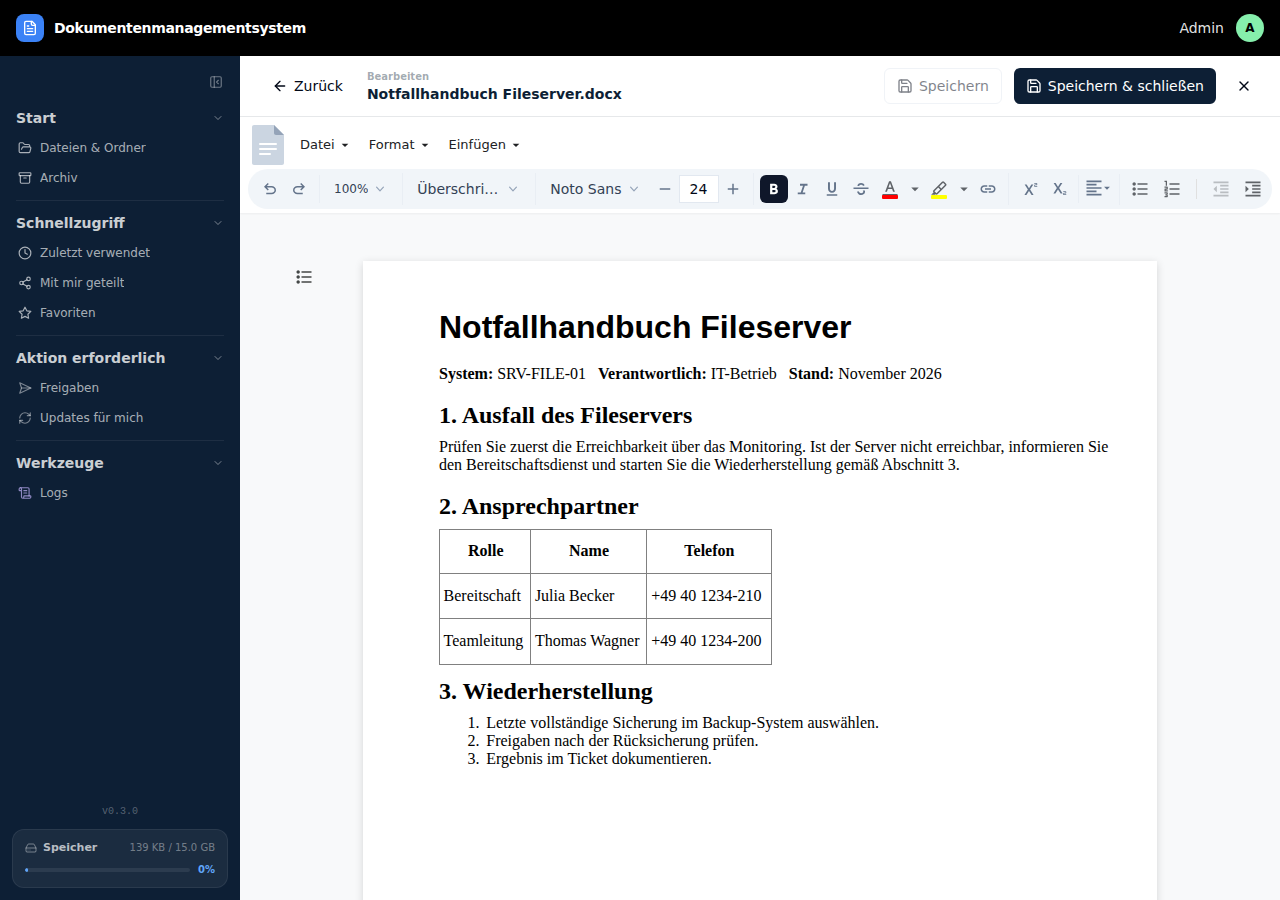 Dokumentenmanagementsystem
Admin
A
Start
Dateien & Ordner
Archiv
Schnellzugriff
Zuletzt verwendet
Mit mir geteilt
Favoriten
Aktion erforderlich
Freigaben
Updates für mich
Werkzeuge
Logs
v0.3.0
Speicher 139 KB / 15.0 GB
0%
Zurück
Bearbeiten
Notfallhandbuch Fileserver.docx
Speichern
Speichern & schließen
Datei Format Einfügen
100% Überschri... Noto Sans 24
Notfallhandbuch Fileserver
System: SRV-FILE-01 Verantwortlich: IT-Betrieb Stand: November 2026
1. Ausfall des Fileservers
Prüfen Sie zuerst die Erreichbarkeit über das Monitoring. Ist der Server nicht erreichbar, informieren Sie
den Bereitschaftsdienst und starten Sie die Wiederherstellung gemäß Abschnitt 3.
2. Ansprechpartner
Rolle Name Telefon
Bereitschaft Julia Becker +49 40 1234-210
Teamleitung Thomas Wagner +49 40 1234-200
3. Wiederherstellung
1. Letzte vollständige Sicherung im Backup-System auswählen.
2. Freigaben nach der Rücksicherung prüfen.
3. Ergebnis im Ticket dokumentieren.